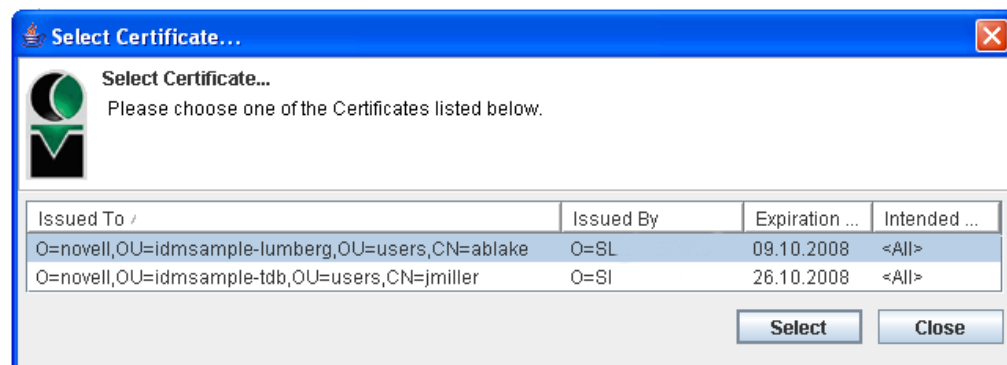 Select Certificate...
Select Certificate...
Please choose one of the Certificates listed below.
Issued To / Issued By Expiration ... Intended ...
O=novell,OU=idmsample-lumberg,OU=users,CN=ablake O=SL 09.10.2008 <All>
O=novell,OU=idmsample-tdb,OU=users,CN=jmiller O=SI 26.10.2008 <All>
Select Close